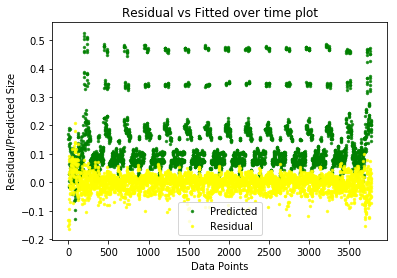 Residual vs Fitted over time plot
Residual/Predicted Size
0.5
0.4
0.3
0.2
0.1
0.0
−0.1
−0.2
Predicted
Residual
0 500 1000 1500 2000 2500 3000 3500
Data Points